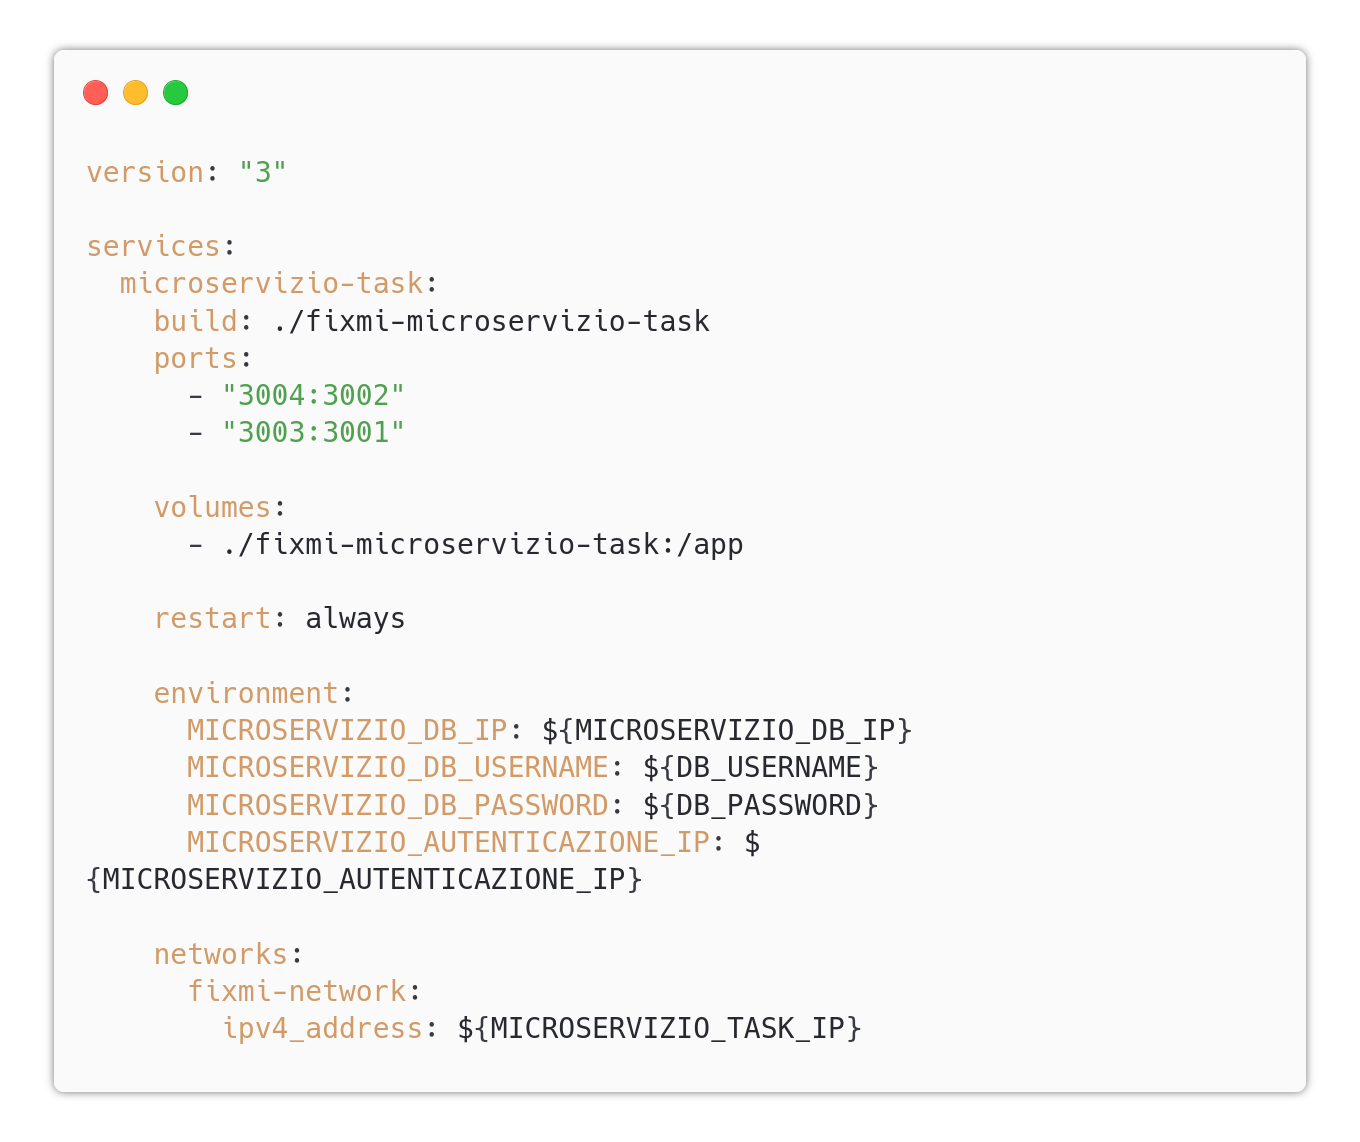 version: "3"

services:
  microservizio-task:
    build: ./fixmi-microservizio-task
    ports:
      - "3004:3002"
      - "3003:3001"

    volumes:
      - ./fixmi-microservizio-task:/app

    restart: always

    environment:
      MICROSERVIZIO_DB_IP: ${MICROSERVIZIO_DB_IP}
      MICROSERVIZIO_DB_USERNAME: ${DB_USERNAME}
      MICROSERVIZIO_DB_PASSWORD: ${DB_PASSWORD}
      MICROSERVIZIO_AUTENTICAZIONE_IP: $
{MICROSERVIZIO_AUTENTICAZIONE_IP}

    networks:
      fixmi-network:
        ipv4_address: ${MICROSERVIZIO_TASK_IP}